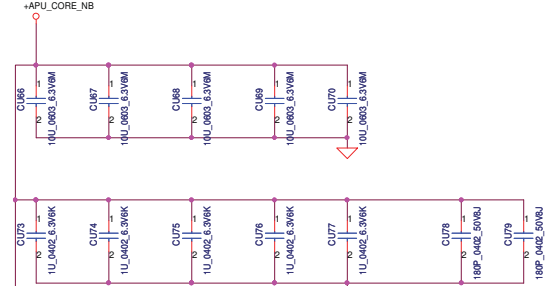 +APU_CORE_NB
CU66
1
2
10U_0603_6.3V6M
CU67
1
2
10U_0603_6.3V6M
CU68
1
2
10U_0603_6.3V6M
CU69
1
2
10U_0603_6.3V6M
CU70
1
2
10U_0603_6.3V6M
CU73
1
2
1U_0402_6.3V6K
CU74
1
2
1U_0402_6.3V6K
CU75
1
2
1U_0402_6.3V6K
CU76
1
2
1U_0402_6.3V6K
CU77
1
2
1U_0402_6.3V6K
CU78
1
2
180P_0402_50V8J
CU79
1
2
180P_0402_50V8J